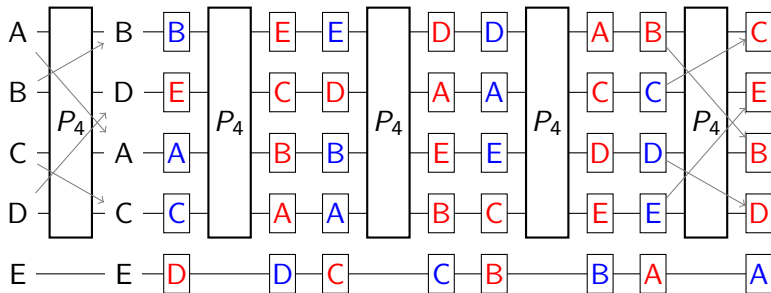 A B B E E D D A B C
B D E C D A A C C E
P₄ P₄ P₄ P₄ P₄
C A A B B E E D D B
D C C A A B C E E D
E E D D C C B B A A